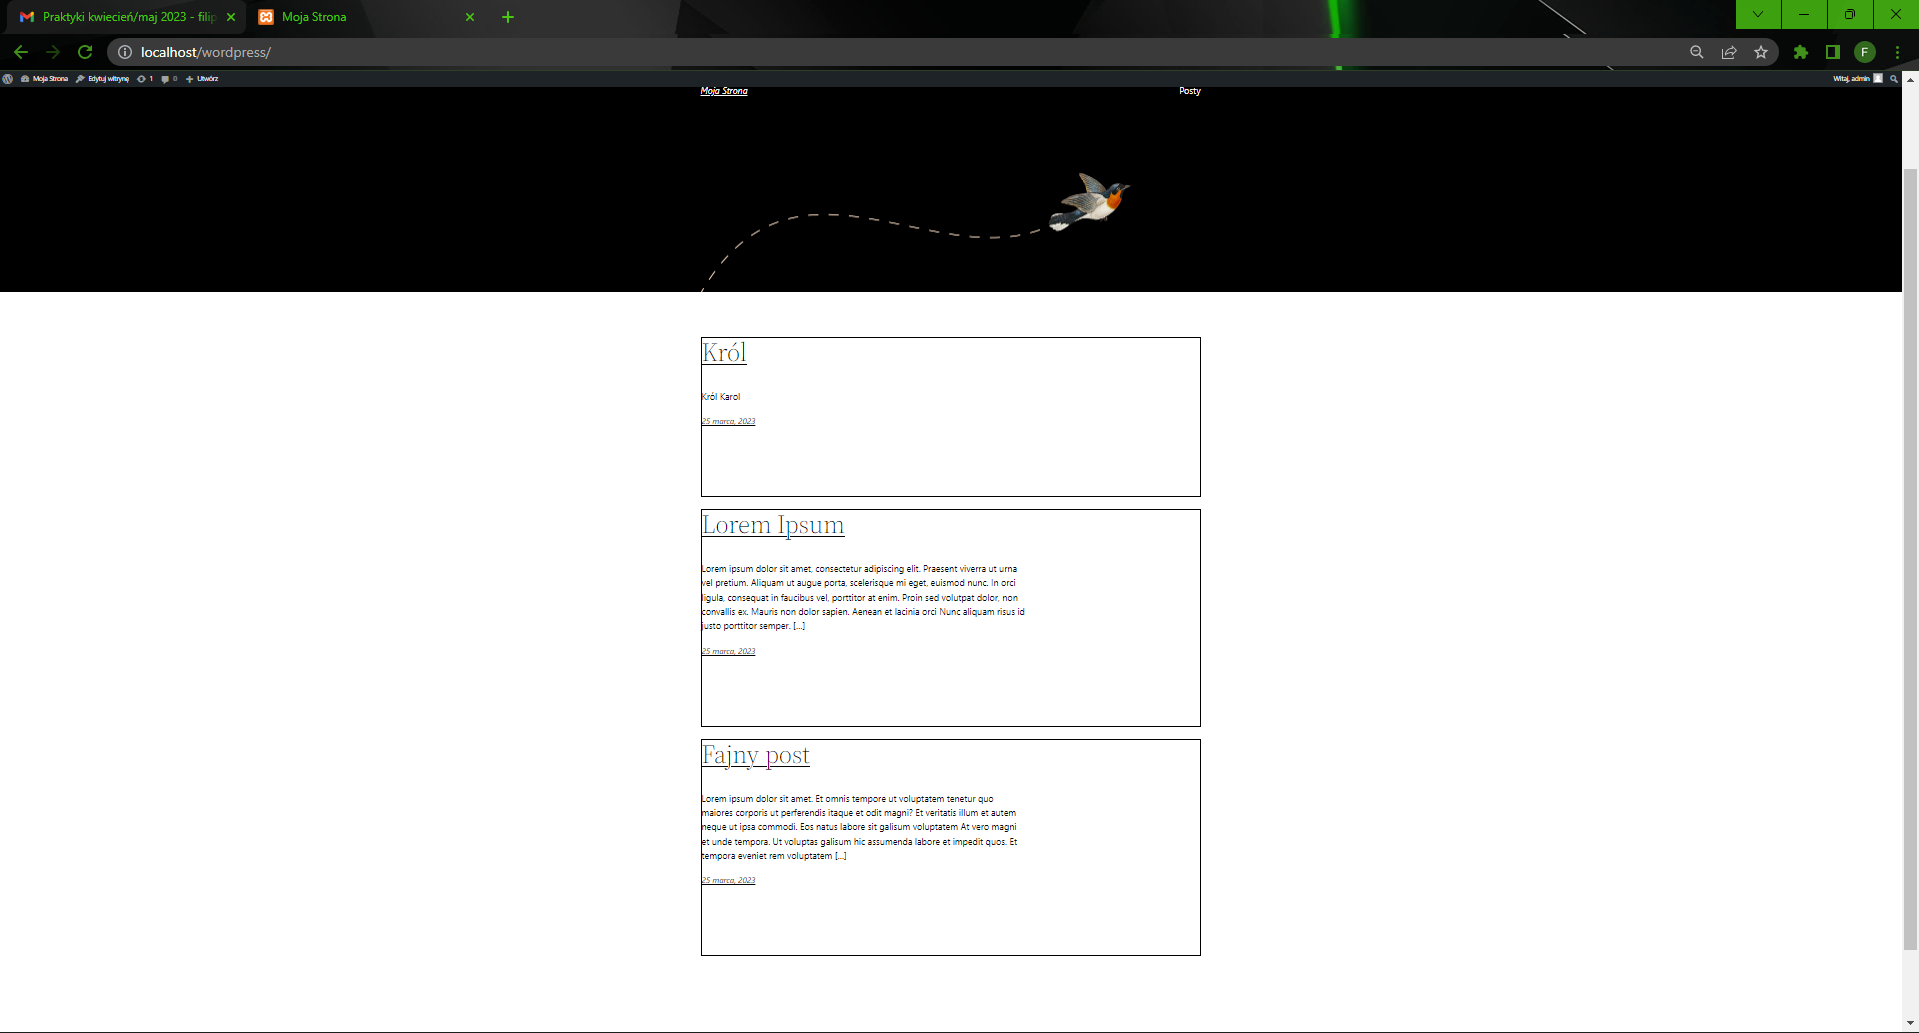 Praktyki kwiecień/maj 2023 - filip
Moja Strona
localhost/wordpress/
F
Moja Strona
Edytuj witrynę
1
0
Utwórz
Witaj, admin
Moja Strona
Posty
Król
Król Karol
25 marca, 2023
Lorem Ipsum
Lorem ipsum dolor sit amet, consectetur adipiscing elit. Praesent viverra ut urna
vel pretium. Aliquam ut augue porta, scelerisque mi eget, euismod nunc. In orci
ligula, consequat in faucibus vel, porttitor at enim. Proin sed volutpat dolor, non
convallis ex. Mauris non dolor sapien. Aenean et lacinia orci Nunc aliquam risus id
justo porttitor semper. [...]
25 marca, 2023
Fajny post
Lorem ipsum dolor sit amet. Et omnis tempore ut voluptatem tenetur quo
maiores corporis ut perferendis itaque et odit magni? Et veritatis illum et autem
neque ut ipsa commodi. Eos natus labore sit galisum voluptatem At vero magni
et unde tempora. Ut voluptas galisum hic assumenda labore et impedit quos. Et
tempora eveniet rem voluptatem [...]
25 marca, 2023